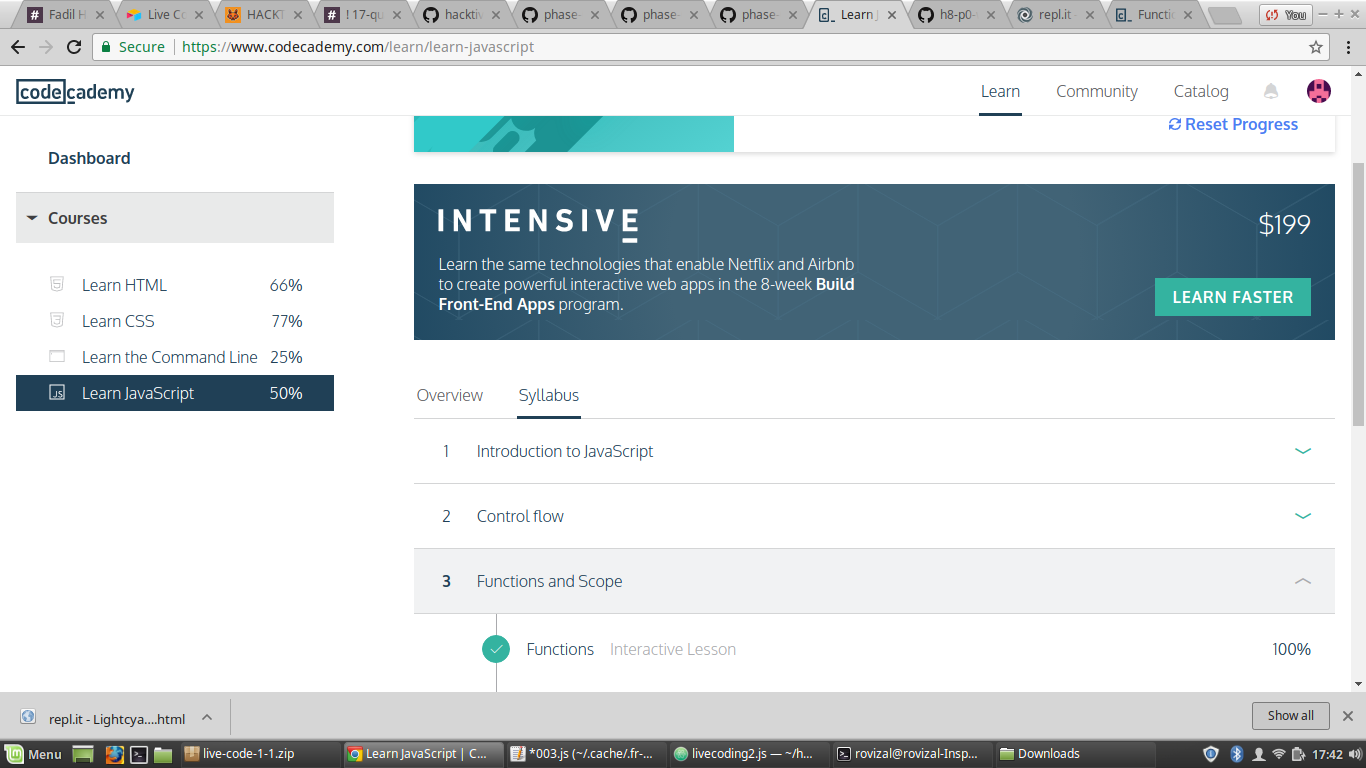 Fadil H
Live Co
HACKT
! 17-qu
hacktiv
phase-
phase-
phase-
Learn J
h8-p0-
repl.it -
Functi
You
Secure https://www.codecademy.com/learn/learn-javascript
codecademy
Learn Community Catalog
Reset Progress
Dashboard
Courses
Learn HTML 66%
Learn CSS 77%
Learn the Command Line 25%
Learn JavaScript 50%
INTENSIVE
$199
Learn the same technologies that enable Netflix and Airbnb
to create powerful interactive web apps in the 8-week Build
Front-End Apps program.
LEARN FASTER
Overview Syllabus
1 Introduction to JavaScript
2 Control flow
3 Functions and Scope
Functions Interactive Lesson 100%
repl.it - Lightcya....html
Show all
Menu live-code-1-1.zip Learn JavaScript | C... *003.js (~/.cache/.fr-... livecoding2.js — ~/h... rovizal@rovizal-Insp... Downloads 17:42